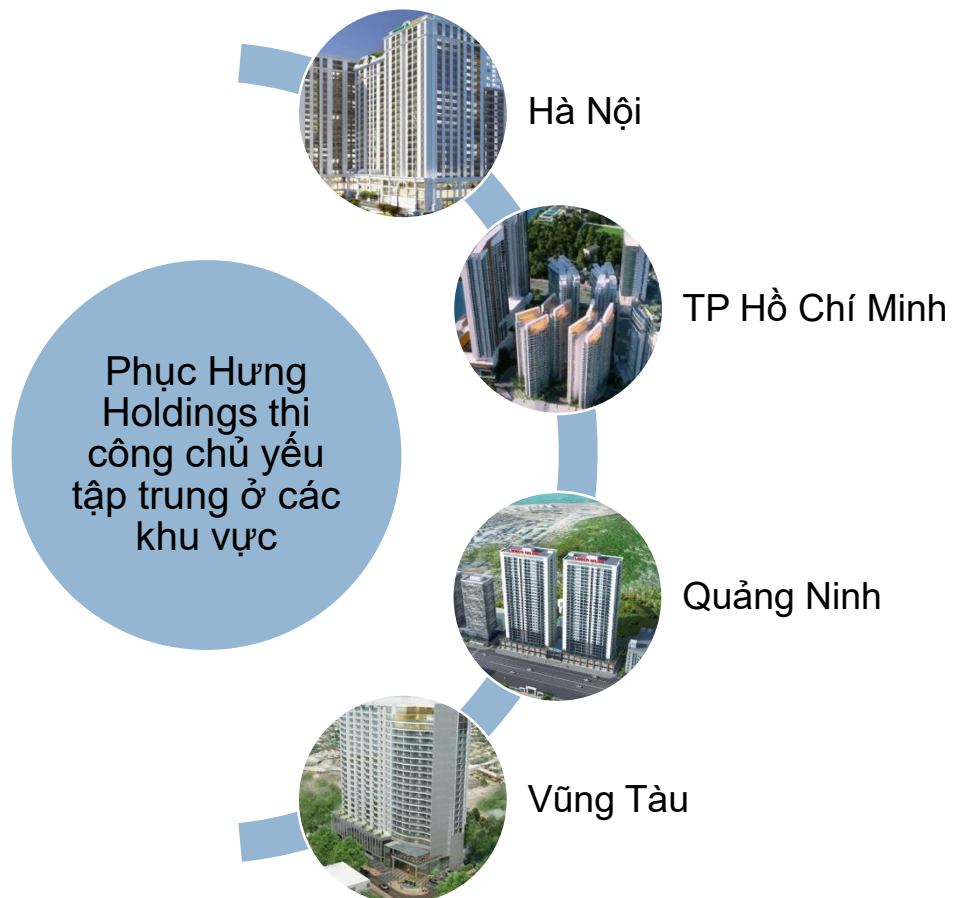 Phục Hưng
Holdings thi
công chủ yếu
tập trung ở các
khu vực
Hà Nội
TP Hồ Chí Minh
Quảng Ninh
Vũng Tàu